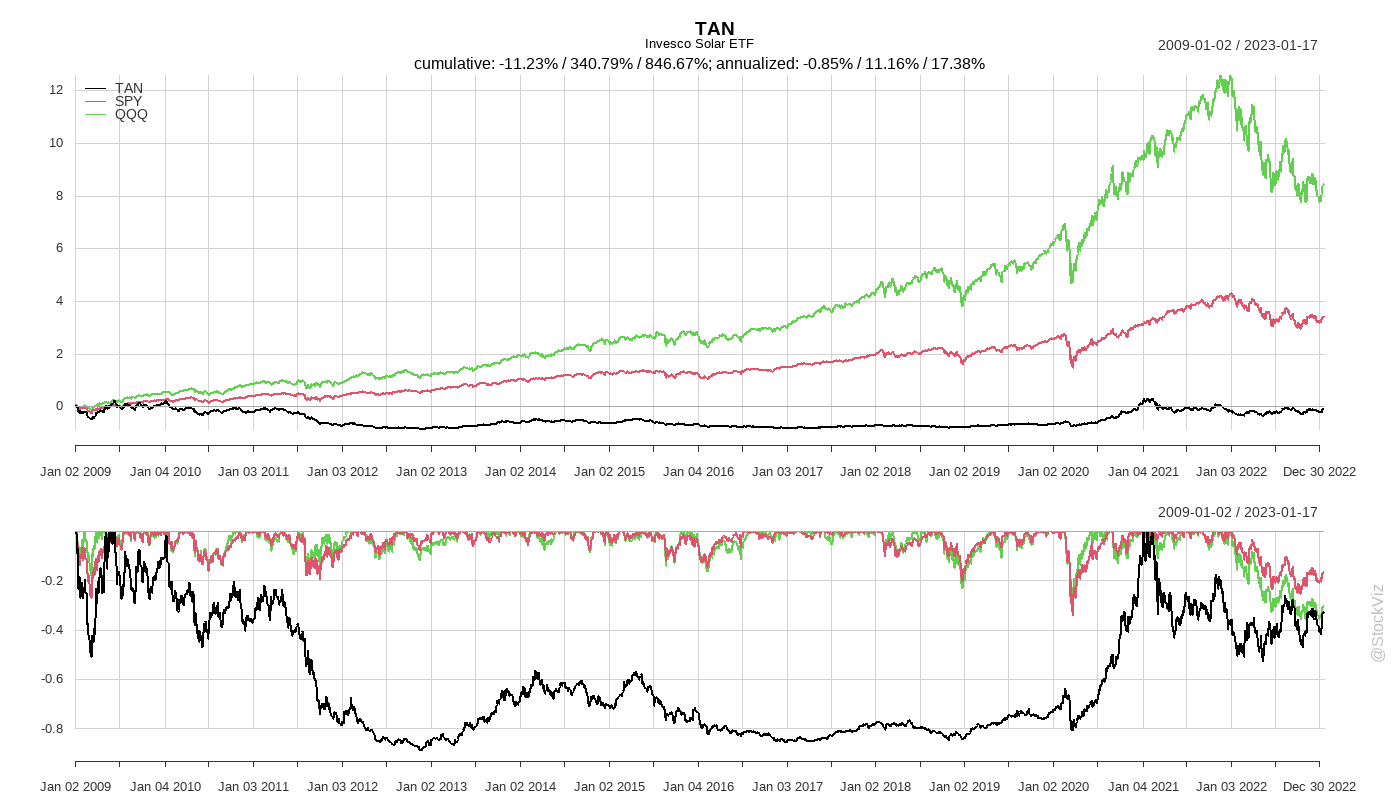 TAN
Invesco Solar ETF
2009-01-02 / 2023-01-17
cumulative: -11.23% / 340.79% / 846.67%; annualized: -0.85% / 11.16% / 17.38%
TAN
SPY
QQQ
12
10
8
6
4
2
0
Jan 02 2009 Jan 04 2010 Jan 03 2011 Jan 03 2012 Jan 02 2013 Jan 02 2014 Jan 02 2015 Jan 04 2016 Jan 03 2017 Jan 02 2018 Jan 02 2019 Jan 02 2020 Jan 04 2021 Jan 03 2022 Dec 30 2022
2009-01-02 / 2023-01-17
-0.2
-0.4
-0.6
-0.8
Jan 02 2009 Jan 04 2010 Jan 03 2011 Jan 03 2012 Jan 02 2013 Jan 02 2014 Jan 02 2015 Jan 04 2016 Jan 03 2017 Jan 02 2018 Jan 02 2019 Jan 02 2020 Jan 04 2021 Jan 03 2022 Dec 30 2022
@StockViz